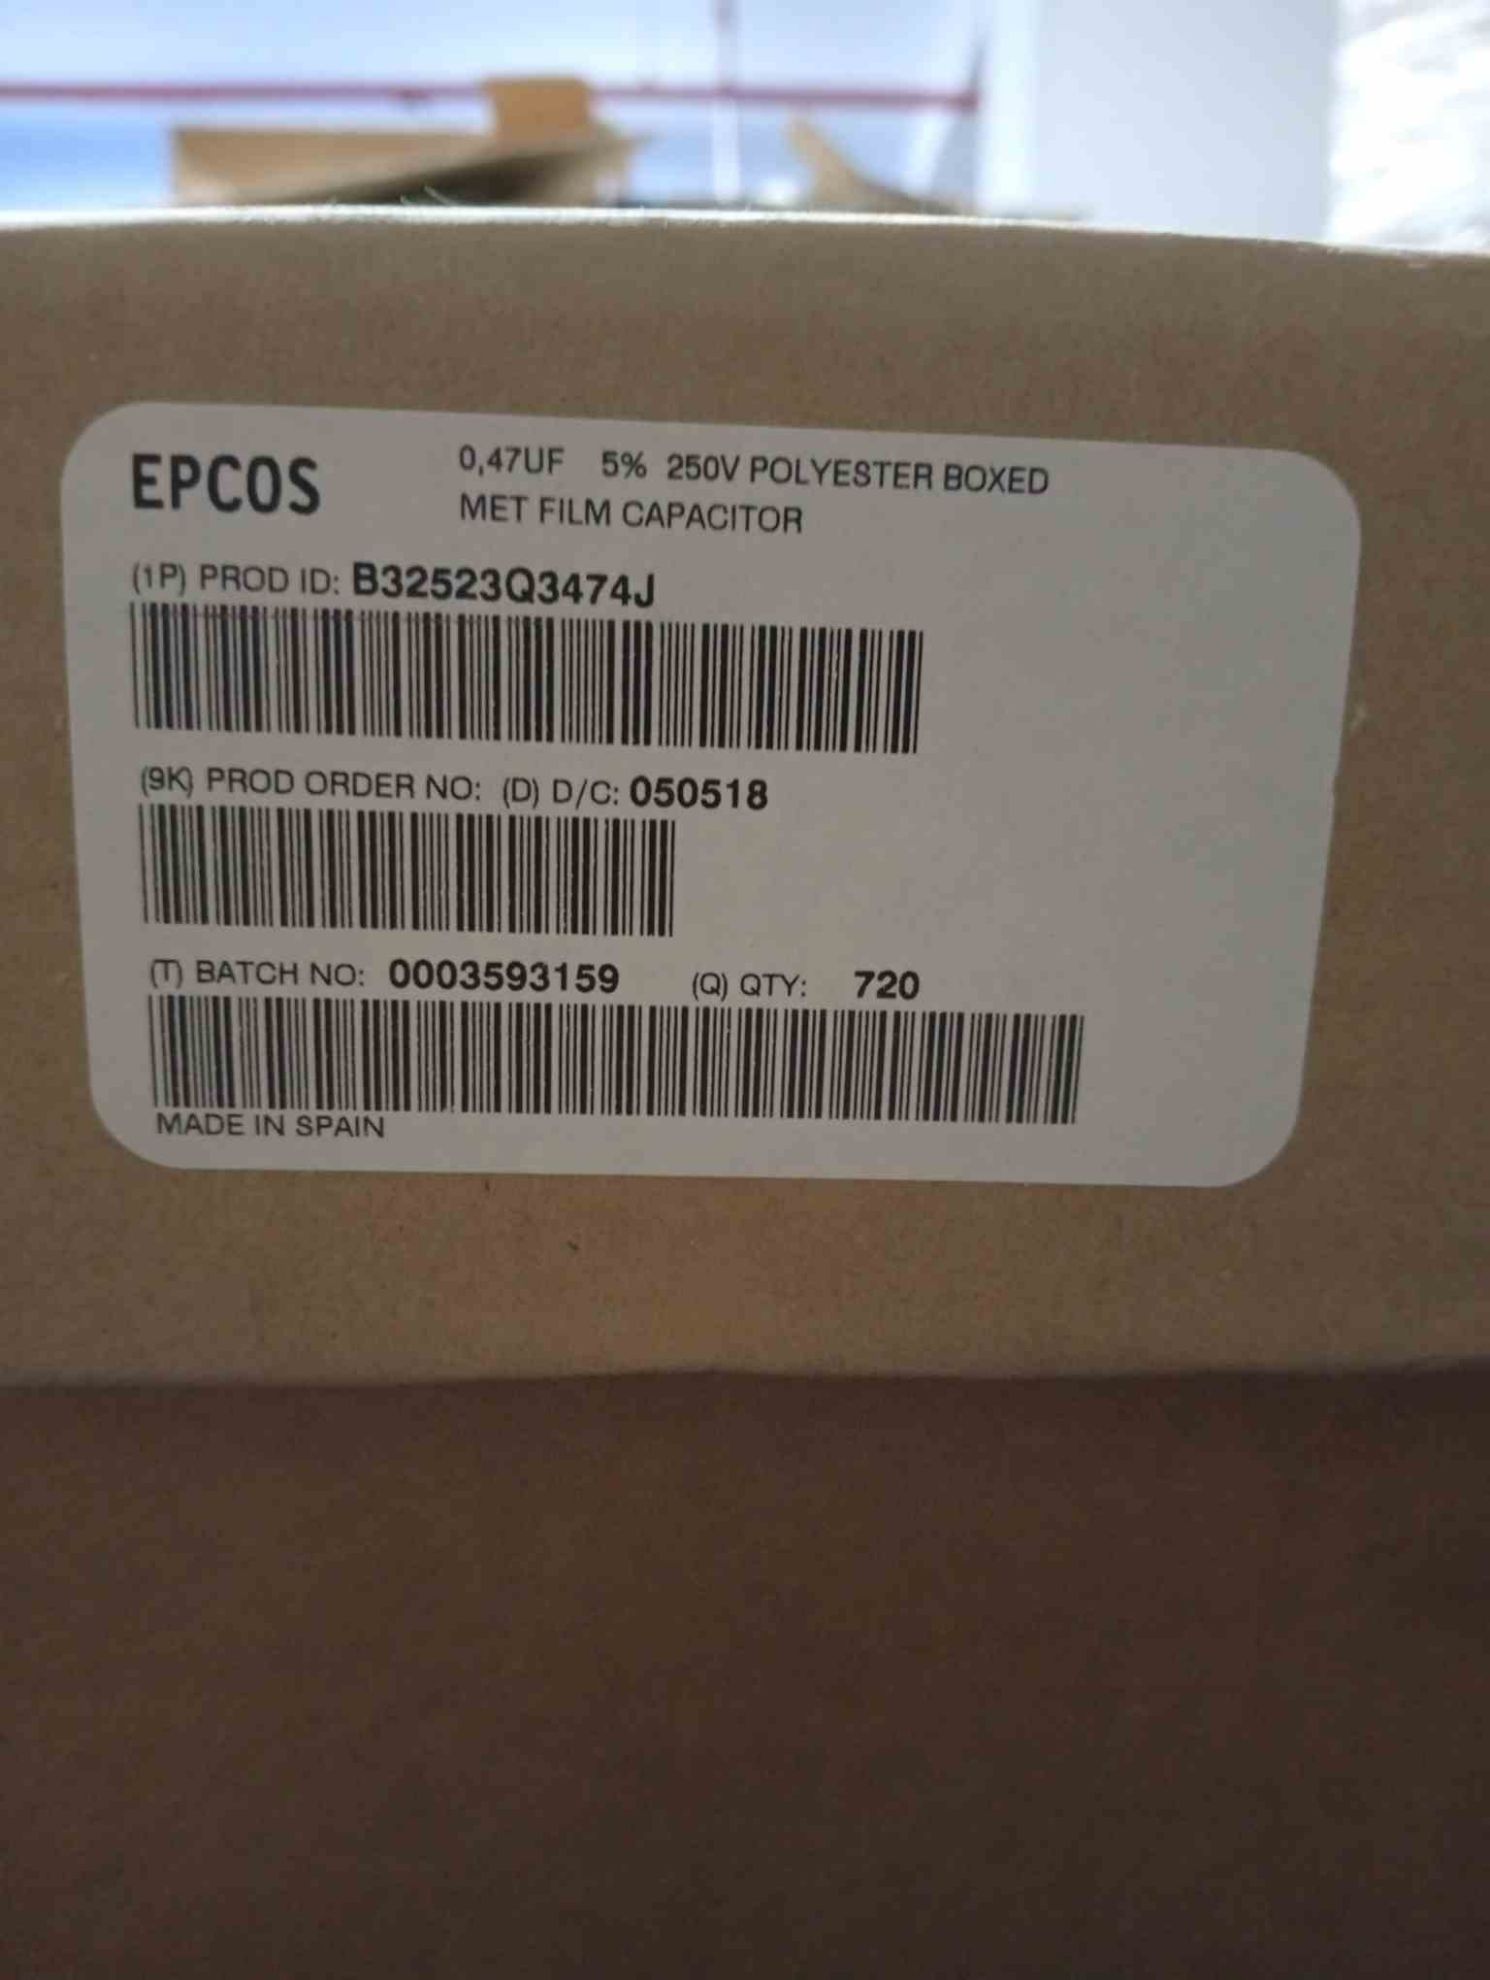 EPCOS
0,47UF 5% 250V POLYESTER BOXED
MET FILM CAPACITOR
(1P) PROD ID: B32523Q3474J
(9K) PROD ORDER NO: (D) D/C: 050518
(T) BATCH NO: 0003593159 (Q) QTY: 720
MADE IN SPAIN